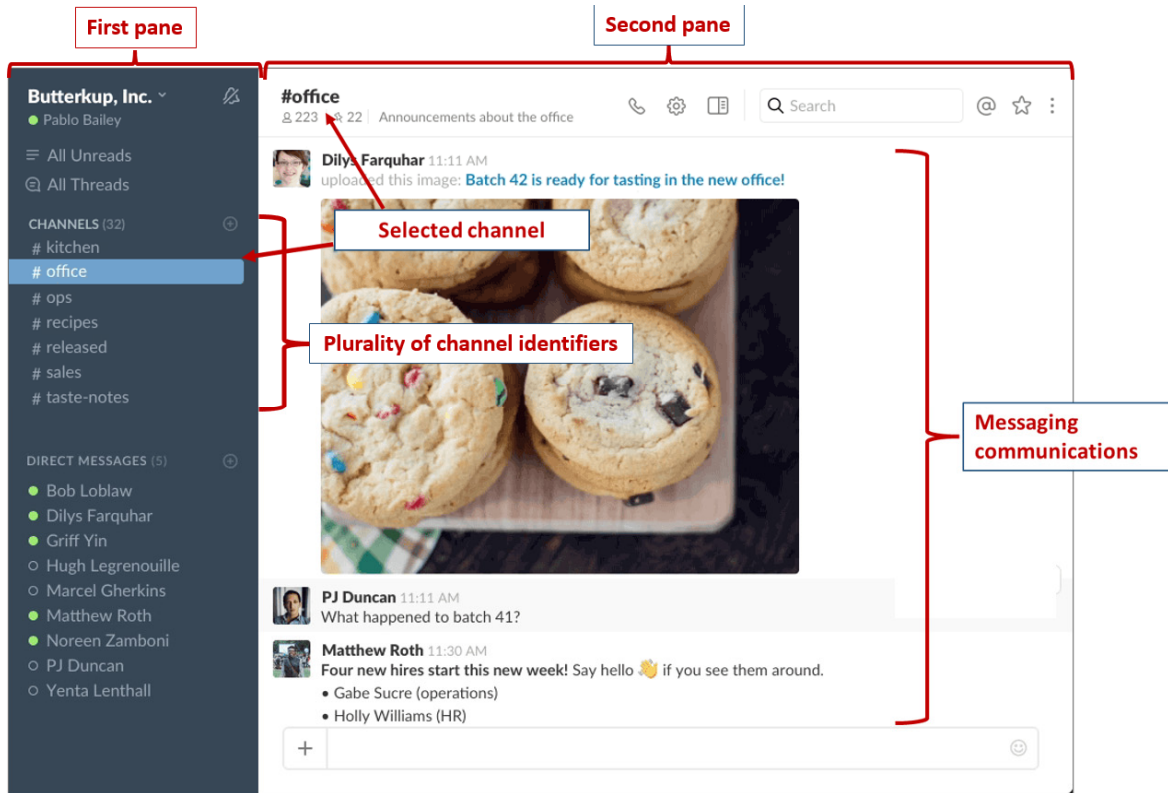 First pane
Second pane
Butterkup, Inc.
Pablo Bailey
All Unreads
All Threads
CHANNELS (32)
# kitchen
# office
# ops
# recipes
# released
# sales
# taste-notes
DIRECT MESSAGES (5)
Bob Loblaw
Dilys Farquhar
Griff Yin
Hugh Legrenouille
Marcel Gherkins
Matthew Roth
Noreen Zamboni
PJ Duncan
Yenta Lenthall
#office
223 22 Announcements about the office
Search
Dilys Farquhar 11:11 AM
uploaded this image: Batch 42 is ready for tasting in the new office!
Selected channel
Plurality of channel identifiers
Messaging
communications
PJ Duncan 11:11 AM
What happened to batch 41?
Matthew Roth 11:30 AM
Four new hires start this new week! Say hello 👋 if you see them around.
• Gabe Sucre (operations)
• Holly Williams (HR)